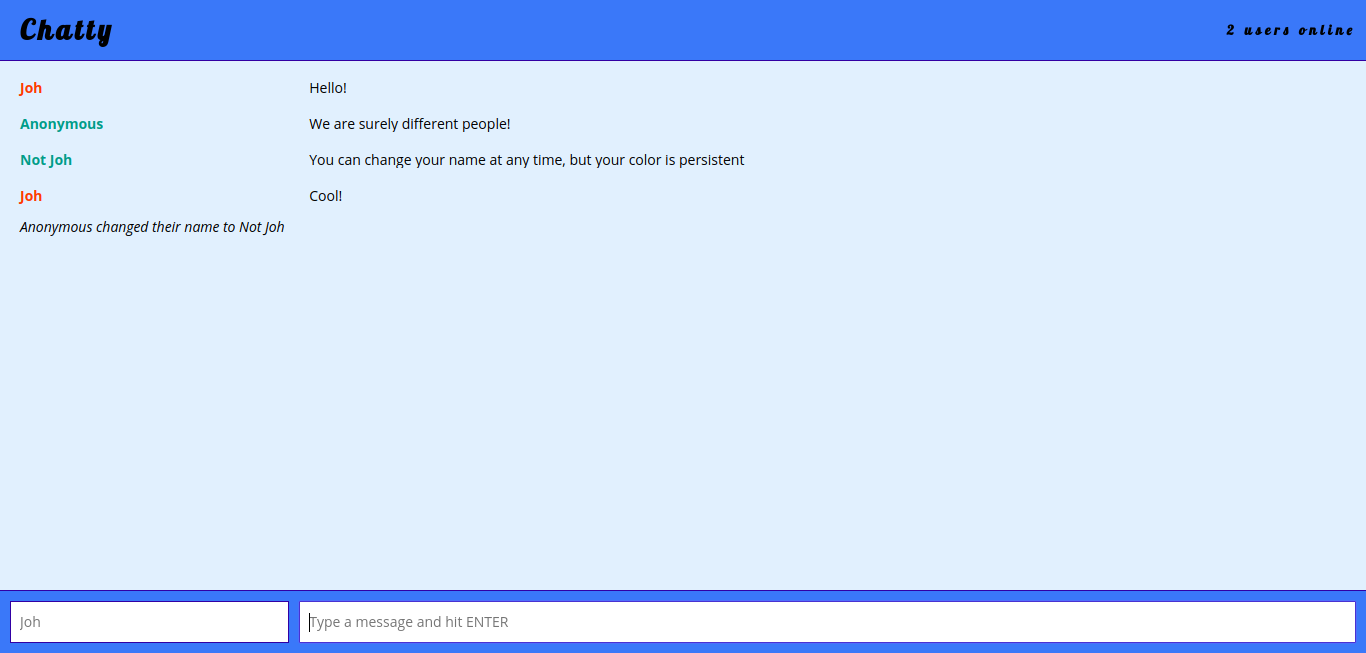 Chatty 2 users online
Joh Hello!
Anonymous We are surely different people!
Not Joh You can change your name at any time, but your color is persistent
Joh Cool!
Anonymous changed their name to Not Joh
Joh Type a message and hit ENTER